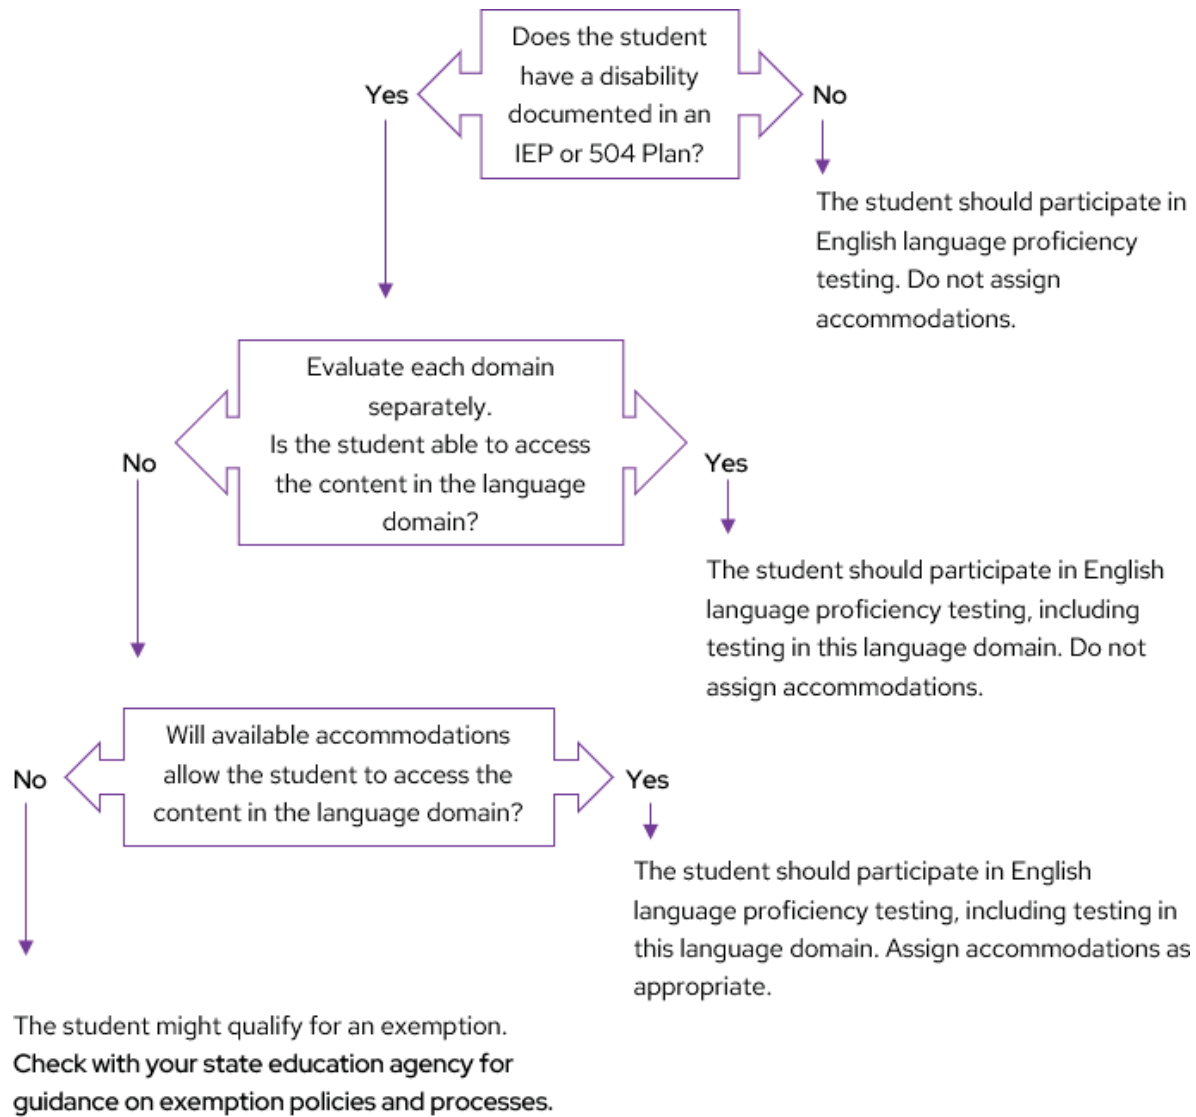 Does the student
have a disability
documented in an
IEP or 504 Plan?
Yes
No
The student should participate in
English language proficiency
testing. Do not assign
accommodations.
Evaluate each domain
separately.
Is the student able to access
the content in the language
domain?
No
Yes
The student should participate in English
language proficiency testing, including
testing in this language domain. Do not
assign accommodations.
Will available accommodations
allow the student to access the
content in the language domain?
No
Yes
The student should participate in English
language proficiency testing, including testing in
this language domain. Assign accommodations as
appropriate.
The student might qualify for an exemption.
Check with your state education agency for
guidance on exemption policies and processes.